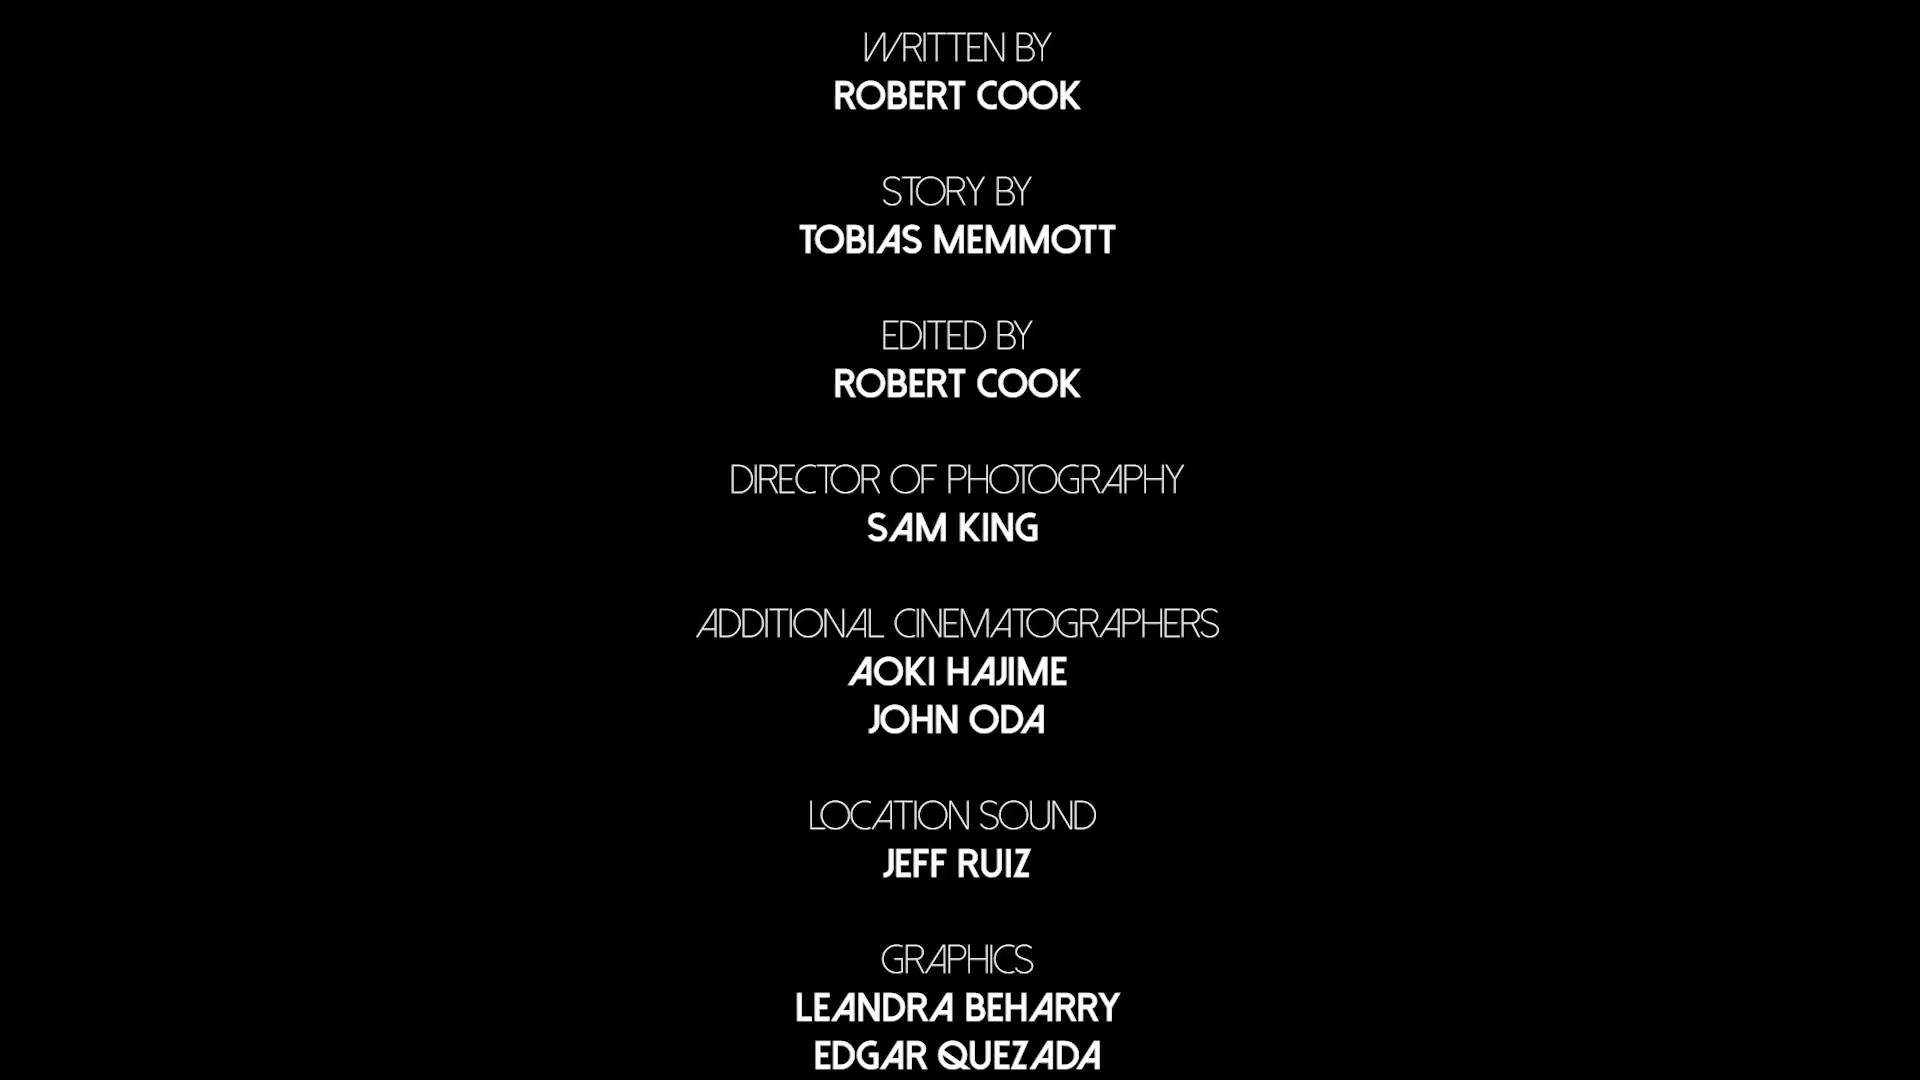 WRITTEN BY
ROBERT COOK
STORY BY
TOBIAS MEMMOTT
EDITED BY
ROBERT COOK
DIRECTOR OF PHOTOGRAPHY
SAM KING
ADDITIONAL CINEMATOGRAPHERS
AOKI HAJIME
JOHN ODA
LOCATION SOUND
JEFF RUIZ
GRAPHICS
LEANDRA BEHARRY
EDGAR QUEZADA